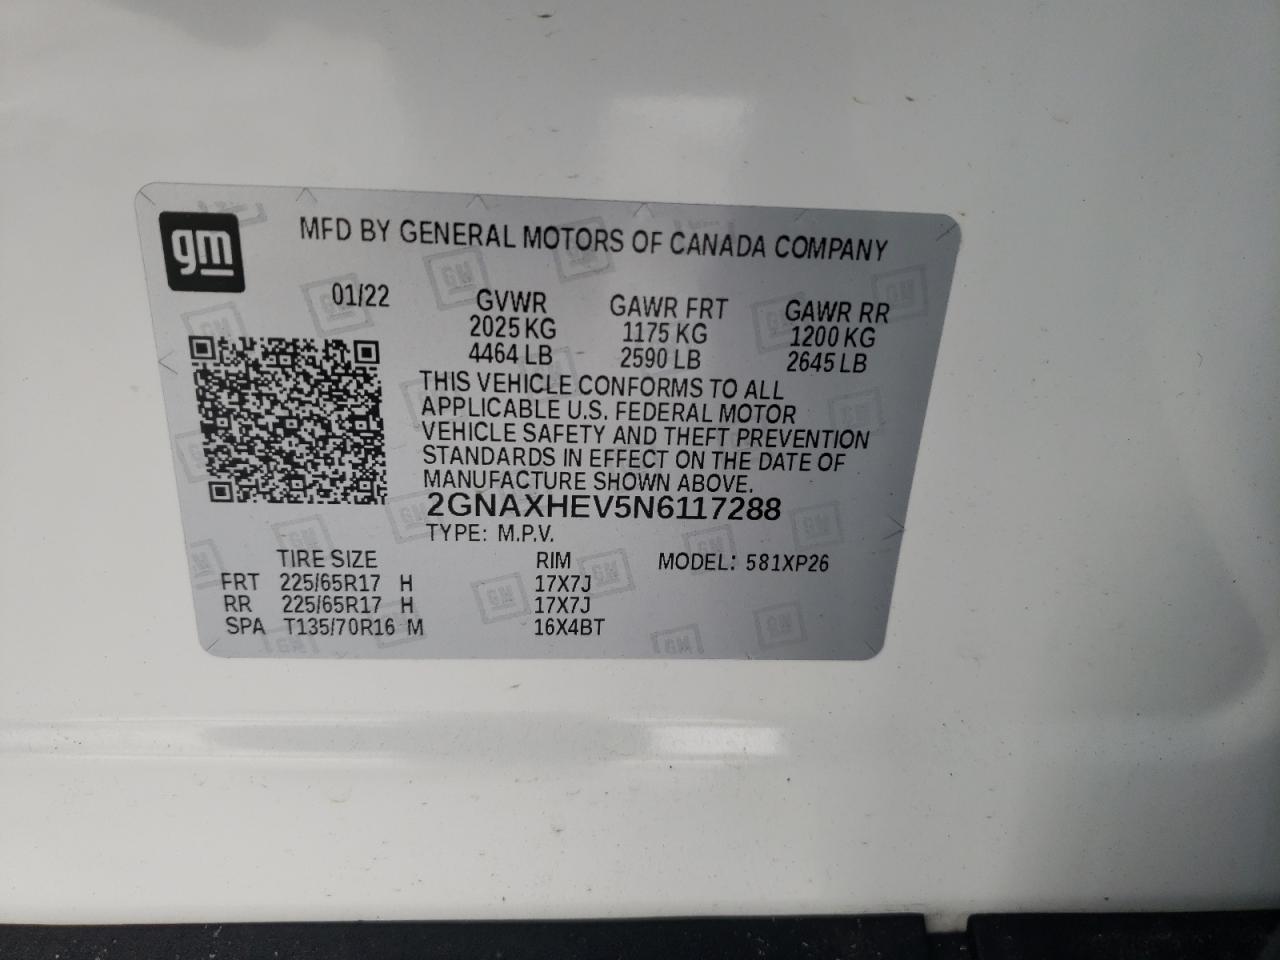 gm
MFD BY GENERAL MOTORS OF CANADA COMPANY
01/22 GVWR GAWR FRT GAWR RR
2025 KG 1175 KG 1200 KG
4464 LB 2590 LB 2645 LB
THIS VEHICLE CONFORMS TO ALL
APPLICABLE U.S. FEDERAL MOTOR
VEHICLE SAFETY AND THEFT PREVENTION
STANDARDS IN EFFECT ON THE DATE OF
MANUFACTURE SHOWN ABOVE.
2GNAXHEV5N6117288
TYPE: M.P.V.
TIRE SIZE RIM MODEL: 581XP26
FRT 225/65R17 H 17X7J
RR 225/65R17 H 17X7J
SPA T135/70R16 M 16X4BT